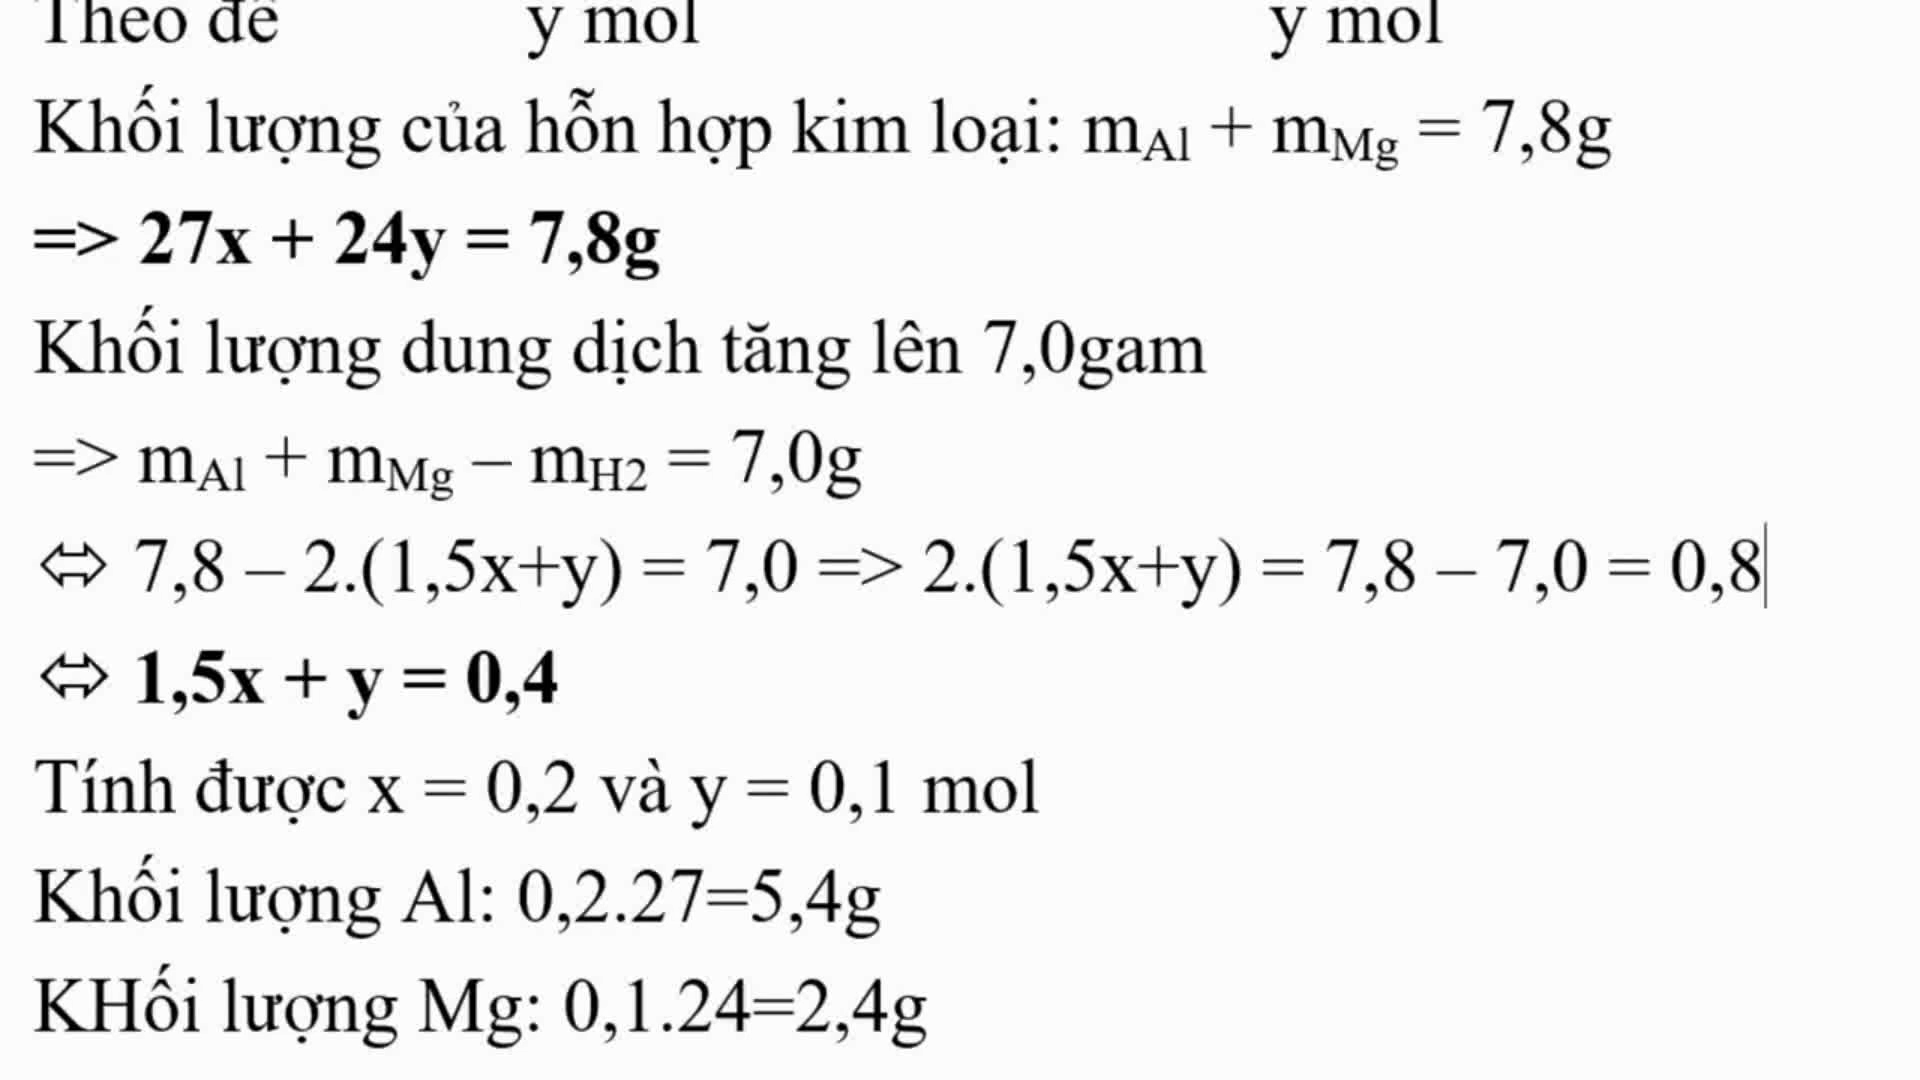 Theo đề y mol y mol
Khối lượng của hỗn hợp kim loại: mAl + mMg = 7,8g
=> 27x + 24y = 7,8g
Khối lượng dung dịch tăng lên 7,0gam
=> mAl + mMg – mH2 = 7,0g
⬄ 7,8 – 2.(1,5x+y) = 7,0 => 2.(1,5x+y) = 7,8 – 7,0 = 0,8
⬄ 1,5x + y = 0,4
Tính được x = 0,2 và y = 0,1 mol
Khối lượng Al: 0,2.27=5,4g
KHối lượng Mg: 0,1.24=2,4g